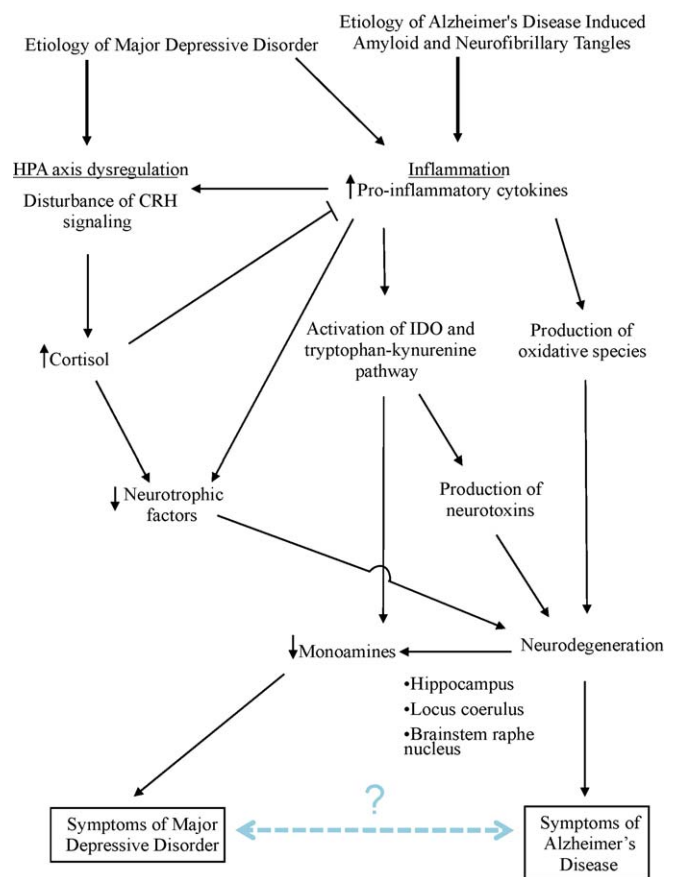 Etiology of Major Depressive Disorder
Etiology of Alzheimer's Disease Induced
Amyloid and Neurofibrillary Tangles
HPA axis dysregulation
Disturbance of CRH
signaling
Inflammation
Pro-inflammatory cytokines
Cortisol
Activation of IDO and
tryptophan-kynurenine
pathway
Production of
oxidative species
Neurotrophic
factors
Production of
neurotoxins
Monoamines
Neurodegeneration
•Hippocampus
•Locus coerulus
•Brainstem raphe
nucleus
?
Symptoms of Major
Depressive Disorder
Symptoms of
Alzheimer’s
Disease